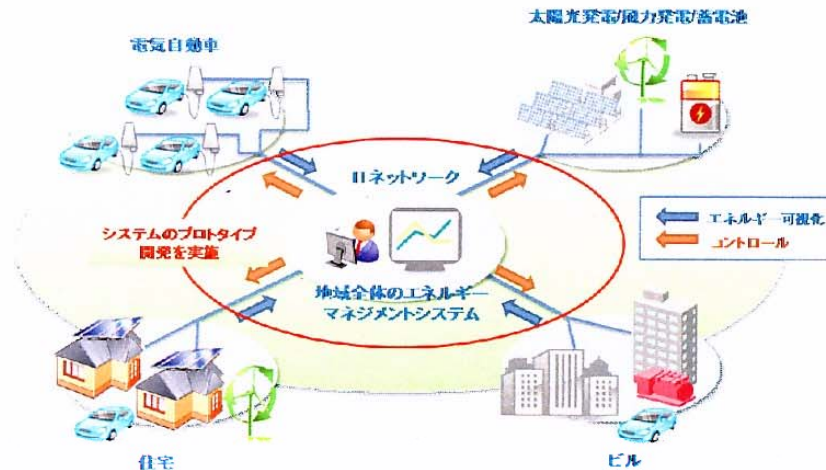 太陽光発電/風力発電/蓄電池
電気自動車
ITネットワーク
エネルギー可視化
コントロール
システムのプロトタイプ
開発を実施
地域全体のエネルギー
マネジメントシステム
住宅
ビル